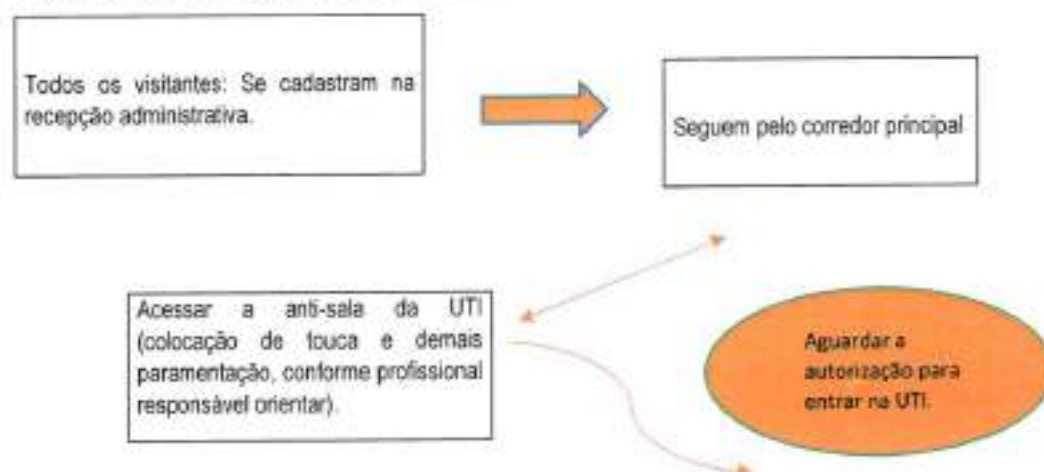 Todos os visitantes: Se cadastram na
recepção administrativa.
Seguem pelo corredor principal
Acessar a anti-sala da UTI
(colocação de touca e demais
paramentação, conforme profissional
responsável orientar).
Aguardar a
autorização para
entrar na UTI.